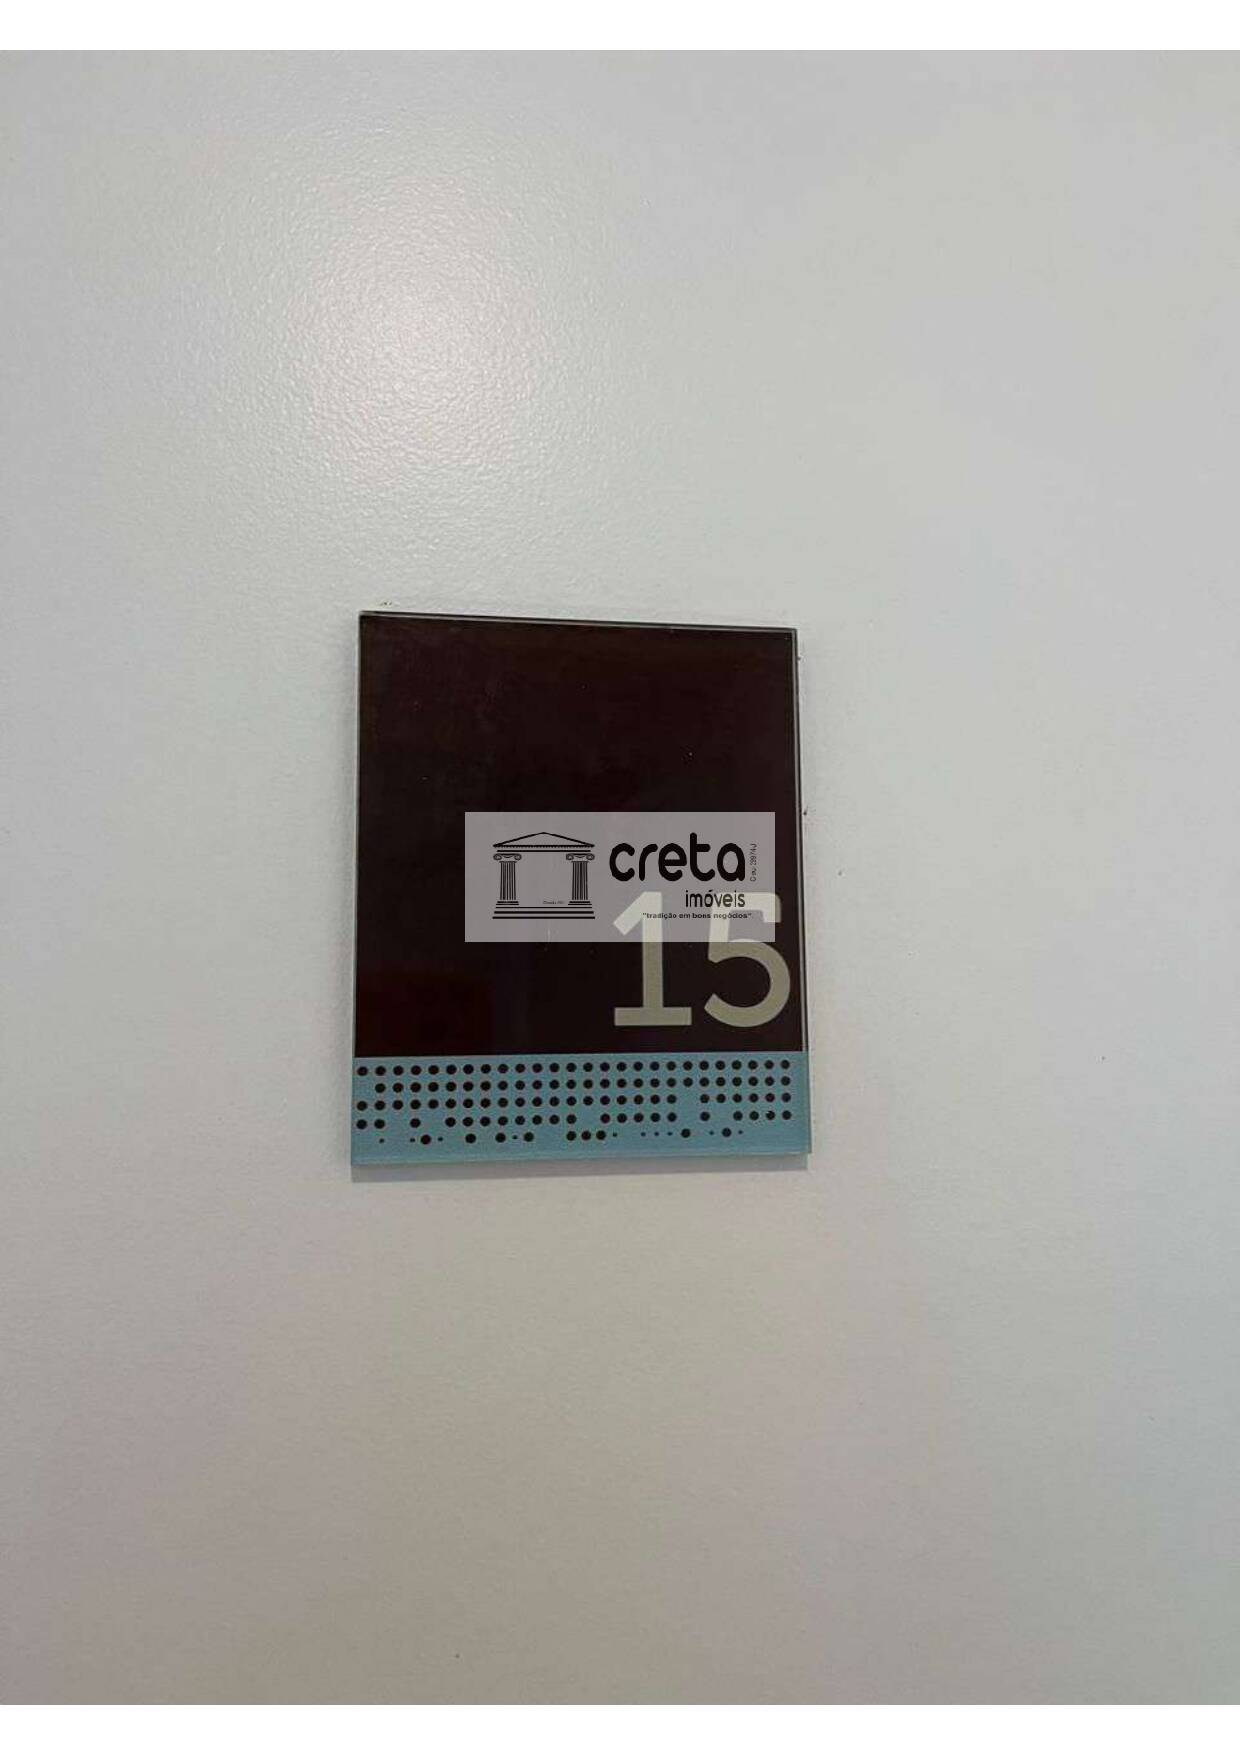 creta
imóveis
"tradição em bons negócios"
15